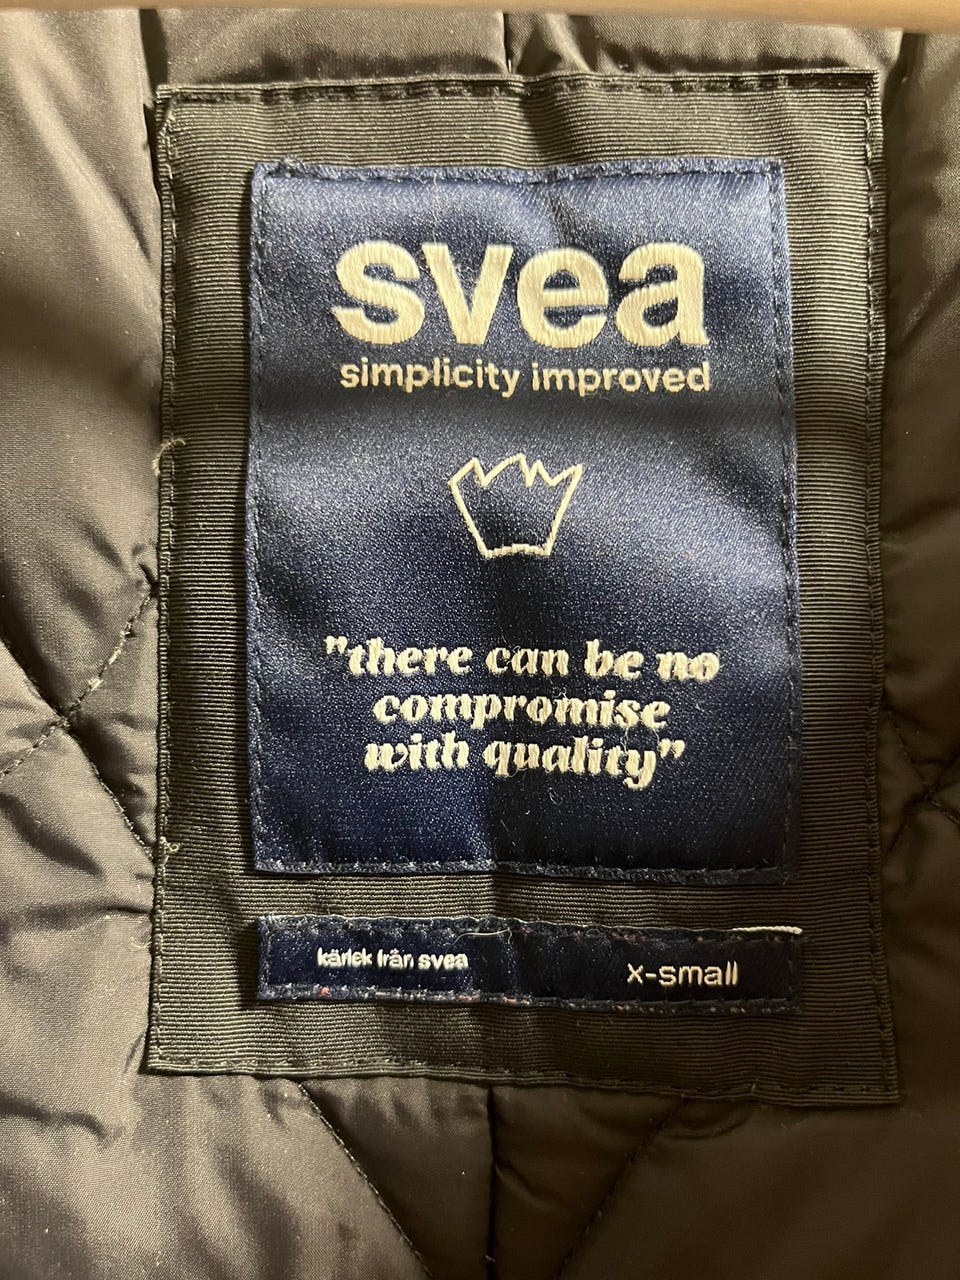 svea
simplicity improved
"there can be no
compromise
with quality"
kärlek från svea
x-small